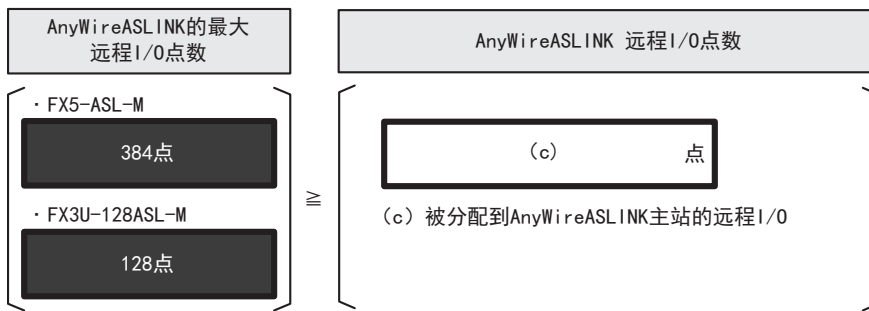 AnyWireASLINK的最大
远程I/O点数
AnyWireASLINK 远程I/O点数
・FX5-ASL-M
384点
・FX3U-128ASL-M
128点
≧
(c) 点
(c) 被分配到AnyWireASLINK主站的远程I/O